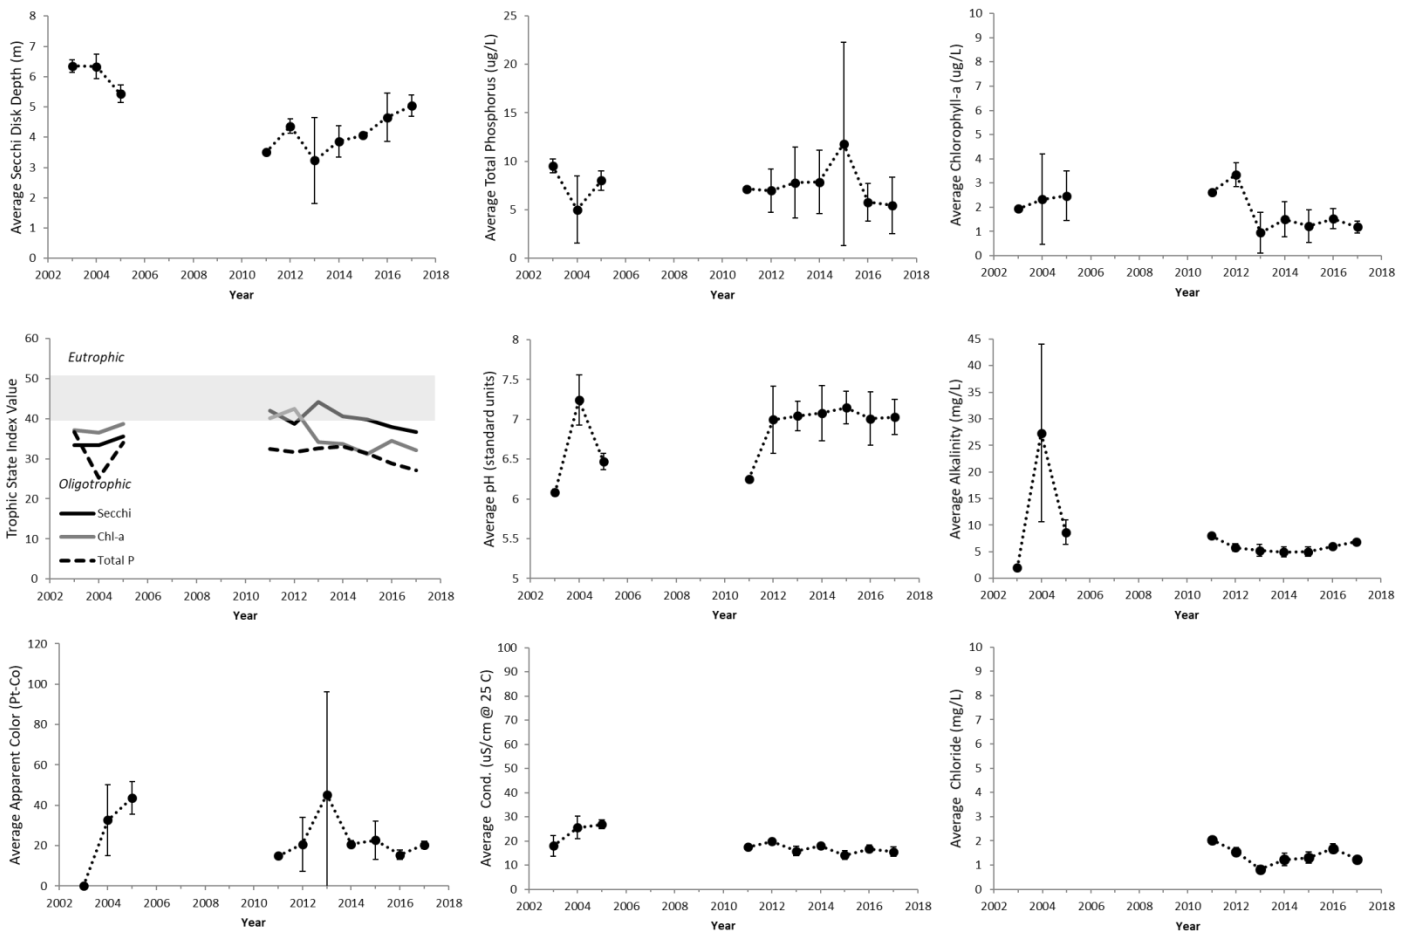 Average Secchi Disk Depth (m)
8
7
6
5
4
3
2
1
0
2002 2004 2006 2008 2010 2012 2014 2016 2018
Year
Average Total Phosphorus (ug/L)
25
20
15
10
5
0
2002 2004 2006 2008 2010 2012 2014 2016 2018
Year
Average Chlorophyll-a (ug/L)
10
9
8
7
6
5
4
3
2
1
0
2002 2004 2006 2008 2010 2012 2014 2016 2018
Year
Trophic State Index Value
60
50
40
30
20
10
0
Eutrophic
Oligotrophic
Secchi
Chl-a
Total P
2002 2004 2006 2008 2010 2012 2014 2016 2018
Year
Average pH (standard units)
8
7.5
7
6.5
6
5.5
5
2002 2004 2006 2008 2010 2012 2014 2016 2018
Year
Average Alkalinity (mg/L)
45
40
35
30
25
20
15
10
5
0
2002 2004 2006 2008 2010 2012 2014 2016 2018
Year
Average Apparent Color (Pt-Co)
120
100
80
60
40
20
0
2002 2004 2006 2008 2010 2012 2014 2016 2018
Year
Average Cond. (uS/cm @ 25 C)
100
90
80
70
60
50
40
30
20
10
0
2002 2004 2006 2008 2010 2012 2014 2016 2018
Year
Average Chloride (mg/L)
10
9
8
7
6
5
4
3
2
1
0
2002 2004 2006 2008 2010 2012 2014 2016 2018
Year